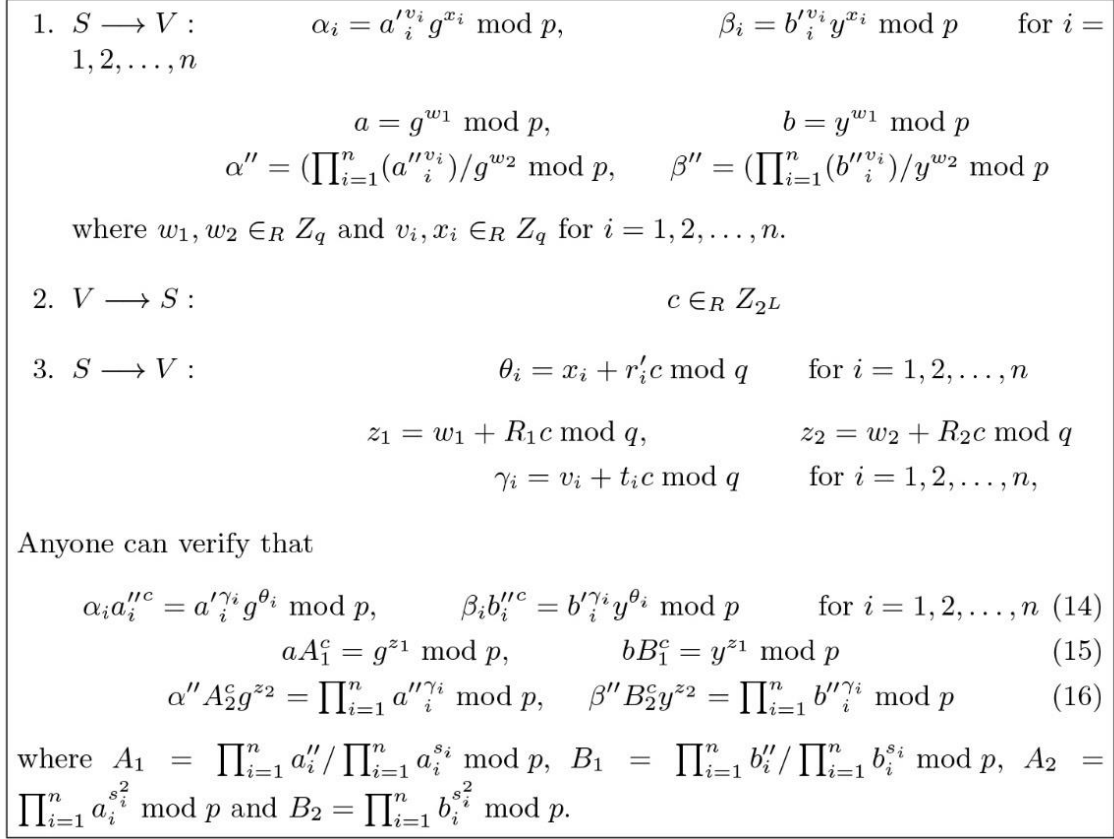 1. S ⟶ V : α_i = a'_i^{v_i} g^{x_i} mod p, β_i = b'_i^{v_i} y^{x_i} mod p for i =
1, 2, . . . , n
a = g^{w_1} mod p, b = y^{w_1} mod p
α'' = (∏_{i=1}^n (a''_i^{v_i})/g^{w_2} mod p, β'' = (∏_{i=1}^n (b''_i^{v_i})/y^{w_2} mod p
where w_1, w_2 ∈_R Z_q and v_i, x_i ∈_R Z_q for i = 1, 2, . . . , n.
2. V ⟶ S : c ∈_R Z_{2^L}
3. S ⟶ V : θ_i = x_i + r'_i c mod q for i = 1, 2, . . . , n
z_1 = w_1 + R_1 c mod q, z_2 = w_2 + R_2 c mod q
γ_i = v_i + t_i c mod q for i = 1, 2, . . . , n,
Anyone can verify that
α_i a''_i^c = a'_i^{γ_i} g^{θ_i} mod p, β_i b''_i^c = b'_i^{γ_i} y^{θ_i} mod p for i = 1, 2, . . . , n (14)
aA_1^c = g^{z_1} mod p, bB_1^c = y^{z_1} mod p (15)
α'' A_2^c g^{z_2} = ∏_{i=1}^n a''_i^{γ_i} mod p, β'' B_2^c y^{z_2} = ∏_{i=1}^n b''_i^{γ_i} mod p (16)
where A_1 = ∏_{i=1}^n a''_i / ∏_{i=1}^n a_i^{s_i} mod p, B_1 = ∏_{i=1}^n b''_i / ∏_{i=1}^n b_i^{s_i} mod p, A_2 =
∏_{i=1}^n a_i^{s_i^2} mod p and B_2 = ∏_{i=1}^n b_i^{s_i^2} mod p.